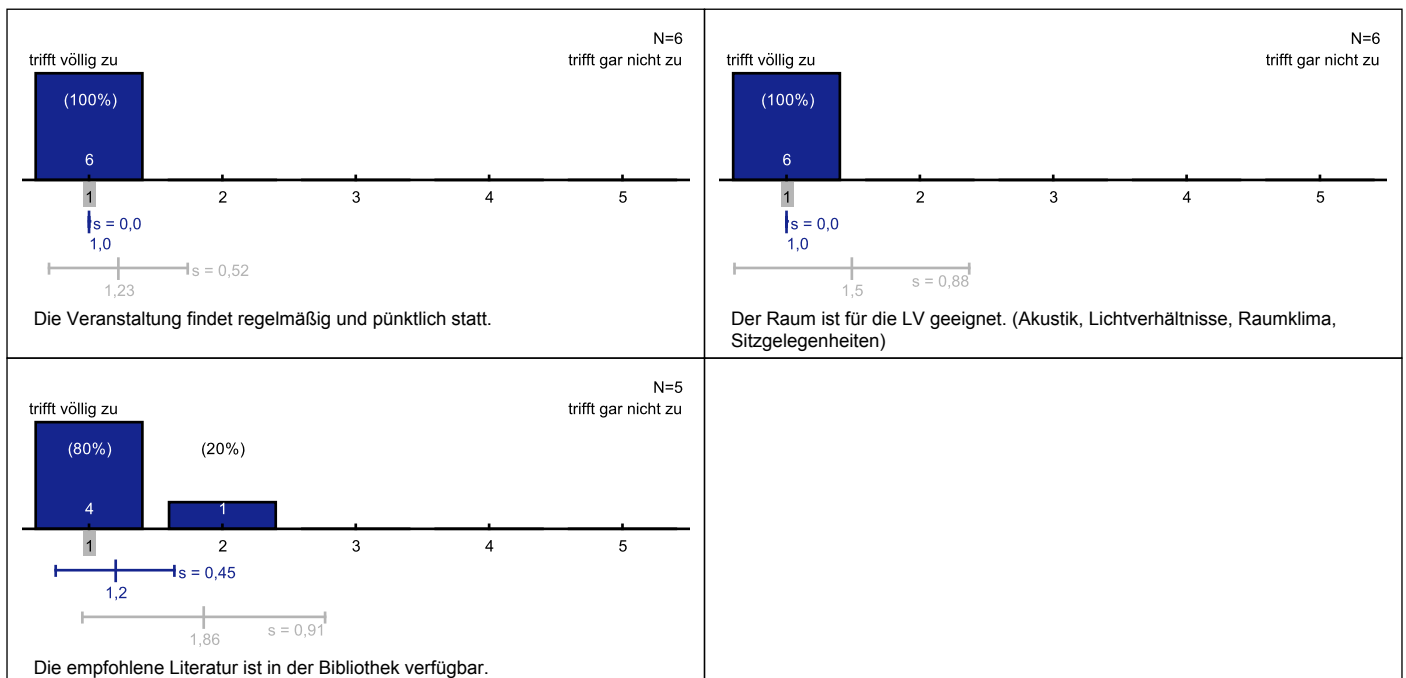 N=6
trifft völlig zu
trifft gar nicht zu
(100%)
6
1 2 3 4 5
s = 0,0
1,0
s = 0,52
1,23
Die Veranstaltung findet regelmäßig und pünktlich statt.
N=6
trifft völlig zu
trifft gar nicht zu
(100%)
6
1 2 3 4 5
s = 0,0
1,0
s = 0,88
1,5
Der Raum ist für die LV geeignet. (Akustik, Lichtverhältnisse, Raumklima,
Sitzgelegenheiten)
N=5
trifft völlig zu
trifft gar nicht zu
(80%) (20%)
4 1
1 2 3 4 5
s = 0,45
1,2
s = 0,91
1,86
Die empfohlene Literatur ist in der Bibliothek verfügbar.